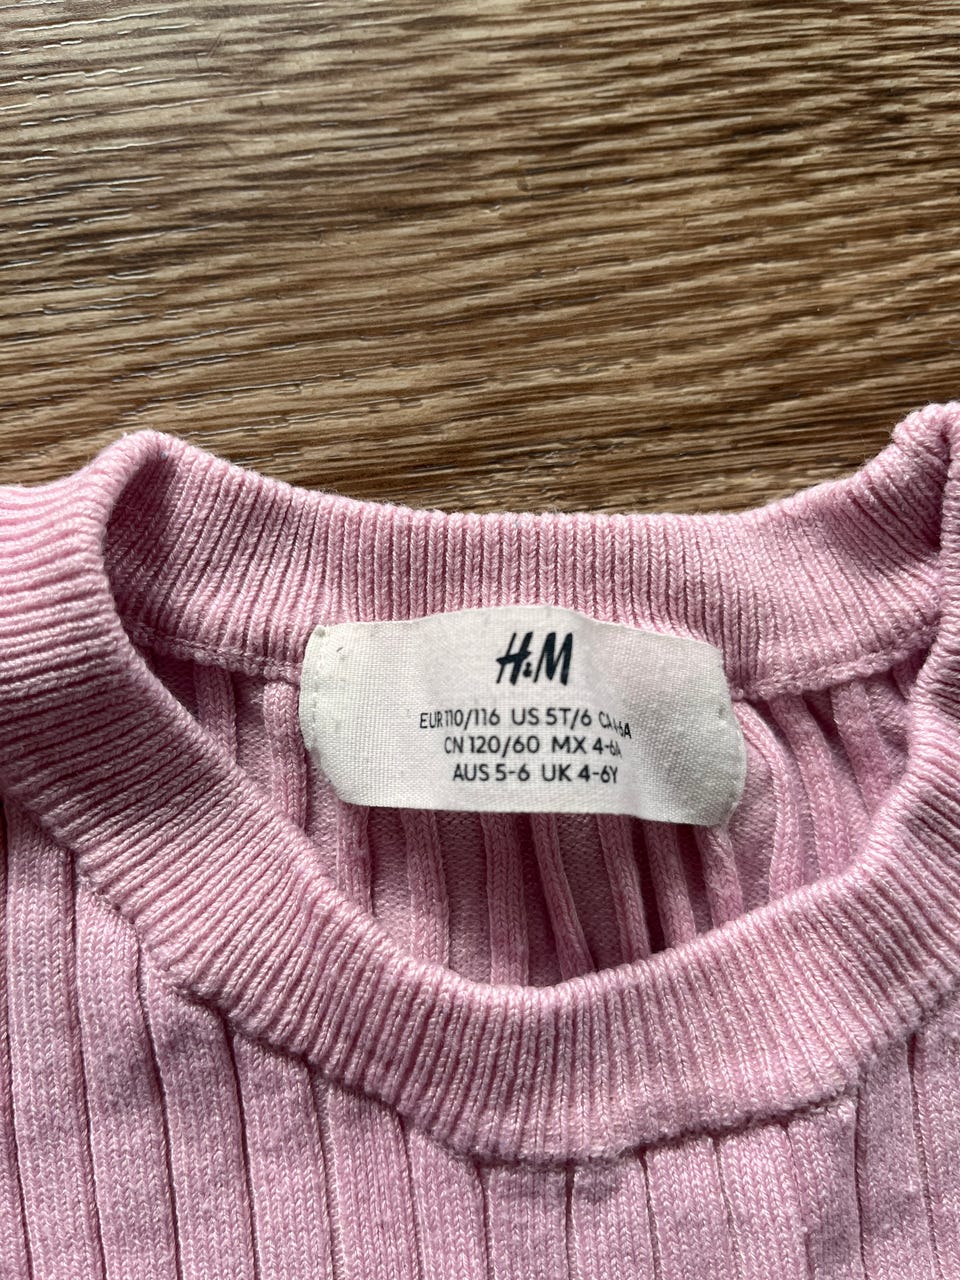 H&M
EUR 110/116 US 5T/6 CA 4-6A
CN 120/60 MX 4-6A
AUS 5-6 UK 4-6Y